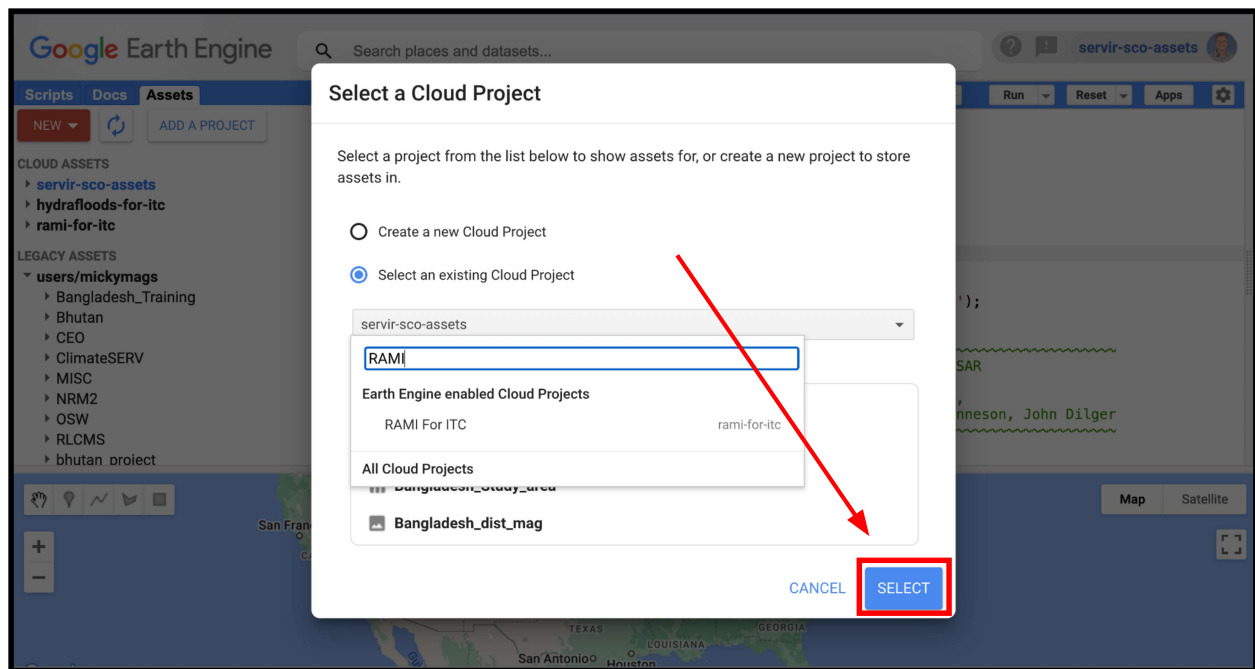 Google Earth Engine
Search places and datasets...
servir-sco-assets
Scripts Docs Assets
Run Reset Apps
NEW ADD A PROJECT
CLOUD ASSETS
servir-sco-assets
hydrafloods-for-itc
rami-for-itc
LEGACY ASSETS
users/mickymags
Bangladesh_Training
Bhutan
CEO
ClimateSERV
MISC
NRM2
OSW
RLCMS
bhutan_project
Select a Cloud Project
Select a project from the list below to show assets for, or create a new project to store
assets in.
Create a new Cloud Project
Select an existing Cloud Project
servir-sco-assets
RAMI
Earth Engine enabled Cloud Projects
RAMI For ITC rami-for-itc
All Cloud Projects
Bangladesh_Study_area
Bangladesh_dist_mag
CANCEL SELECT
');
SAR
,
nneson, John Dilger
Map Satellite
San Fran
TEXAS
LOUISIANA
GEORGIA
San Antonio
Houston